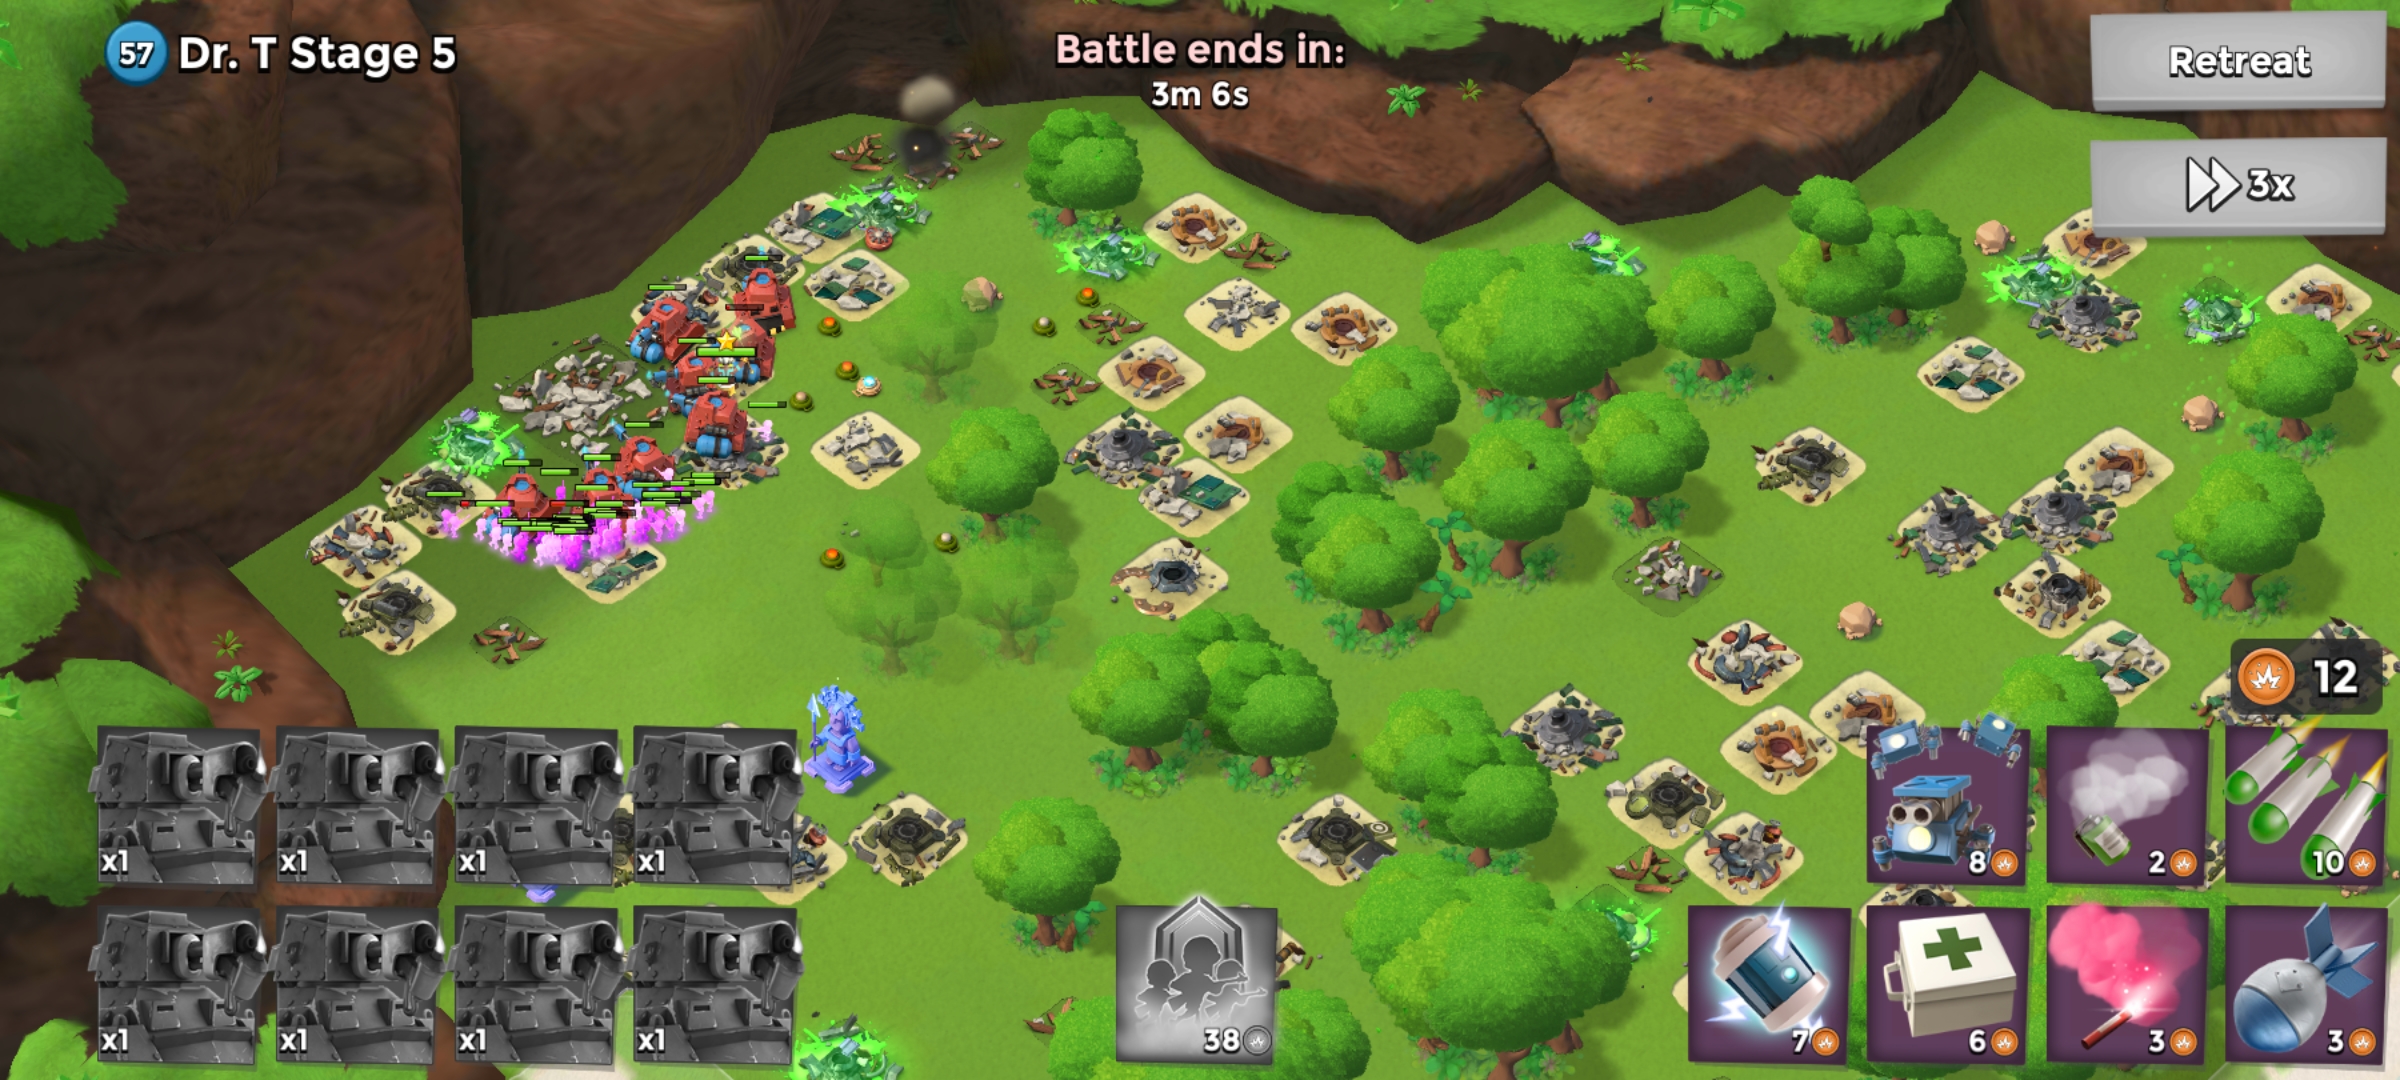 57 Dr. T Stage 5
Battle ends in:
3m 6s
Retreat
3x
12
x1 x1 x1 x1
8 2 10
x1 x1 x1 x1
38
7 6 3 3